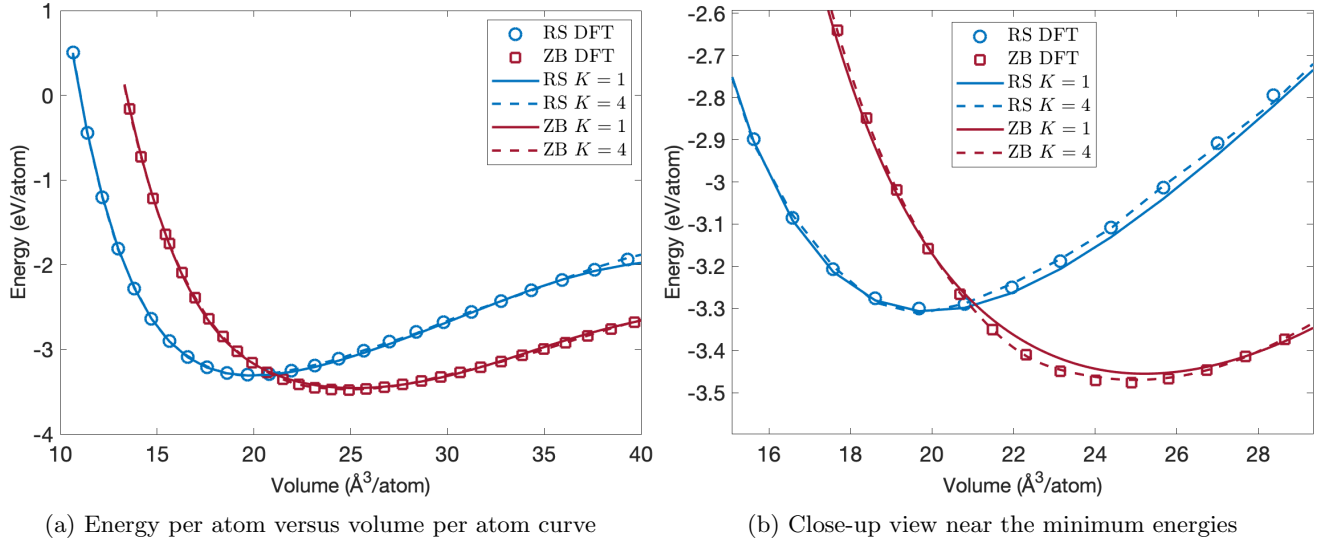 1
0
-1
-2
-3
-4
10
15
20
25
30
35
40
Energy (eV/atom)
Volume (Å³/atom)
RS DFT
ZB DFT
RS K = 1
RS K = 4
ZB K = 1
ZB K = 4
(a) Energy per atom versus volume per atom curve
-2.6
-2.7
-2.8
-2.9
-3
-3.1
-3.2
-3.3
-3.4
-3.5
16
18
20
22
24
26
28
Energy (eV/atom)
Volume (Å³/atom)
RS DFT
ZB DFT
RS K = 1
RS K = 4
ZB K = 1
ZB K = 4
(b) Close-up view near the minimum energies